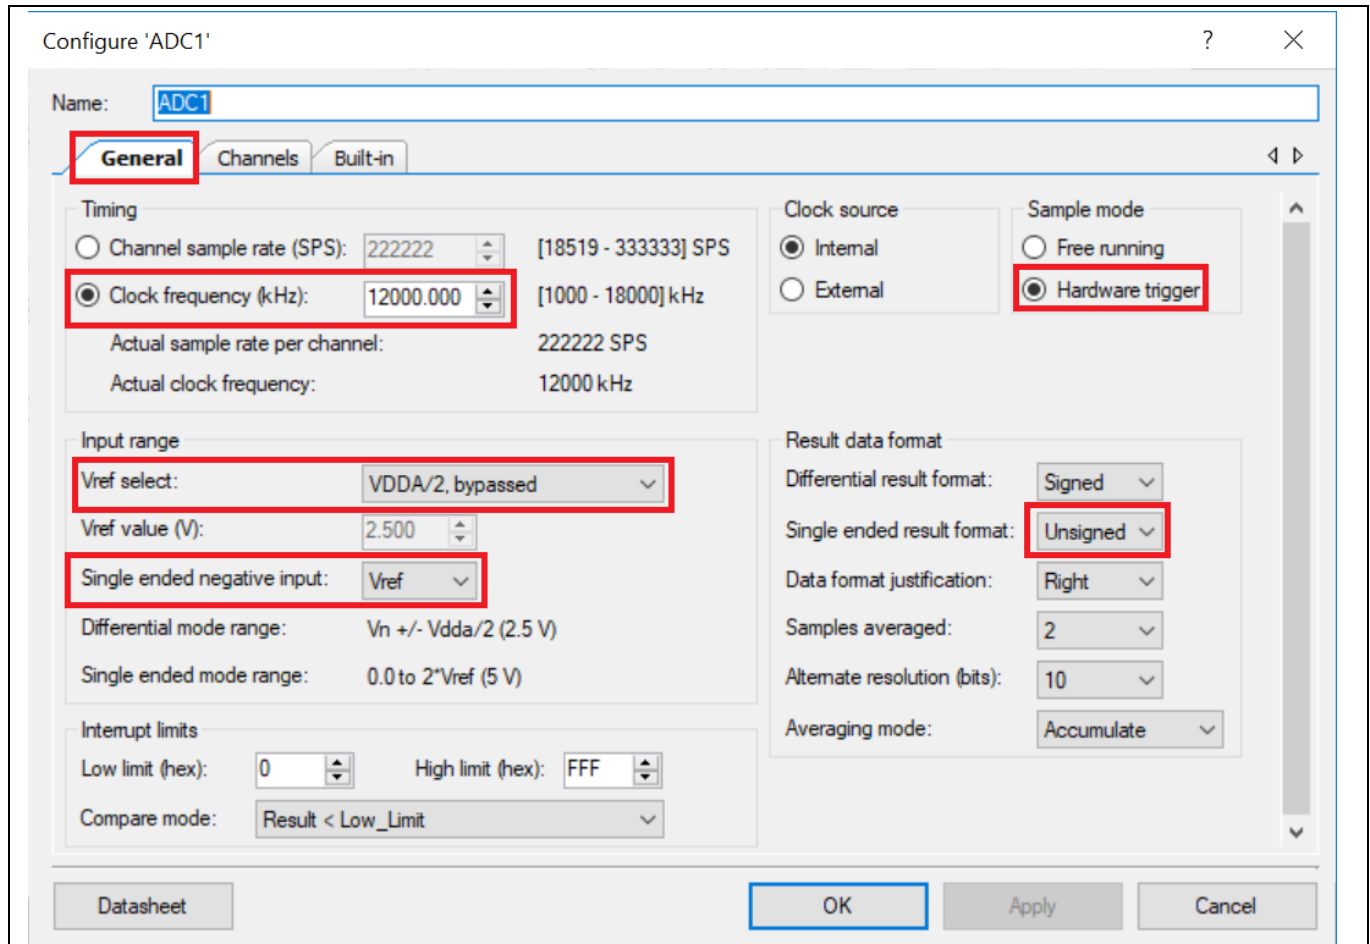 Configure 'ADC1' ?
Name: ADC1
General Channels Built-in
Timing
Channel sample rate (SPS): 222222 [18519 - 333333] SPS
Clock frequency (kHz): 12000.000 [1000 - 18000] kHz
Actual sample rate per channel: 222222 SPS
Actual clock frequency: 12000 kHz
Clock source
Internal
External
Sample mode
Free running
Hardware trigger
Input range
Vref select: VDDA/2, bypassed
Vref value (V): 2.500
Single ended negative input: Vref
Differential mode range: Vn +/- Vdda/2 (2.5 V)
Single ended mode range: 0.0 to 2*Vref (5 V)
Result data format
Differential result format: Signed
Single ended result format: Unsigned
Data format justification: Right
Samples averaged: 2
Alternate resolution (bits): 10
Averaging mode: Accumulate
Interrupt limits
Low limit (hex): 0 High limit (hex): FFF
Compare mode: Result < Low_Limit
Datasheet OK Apply Cancel